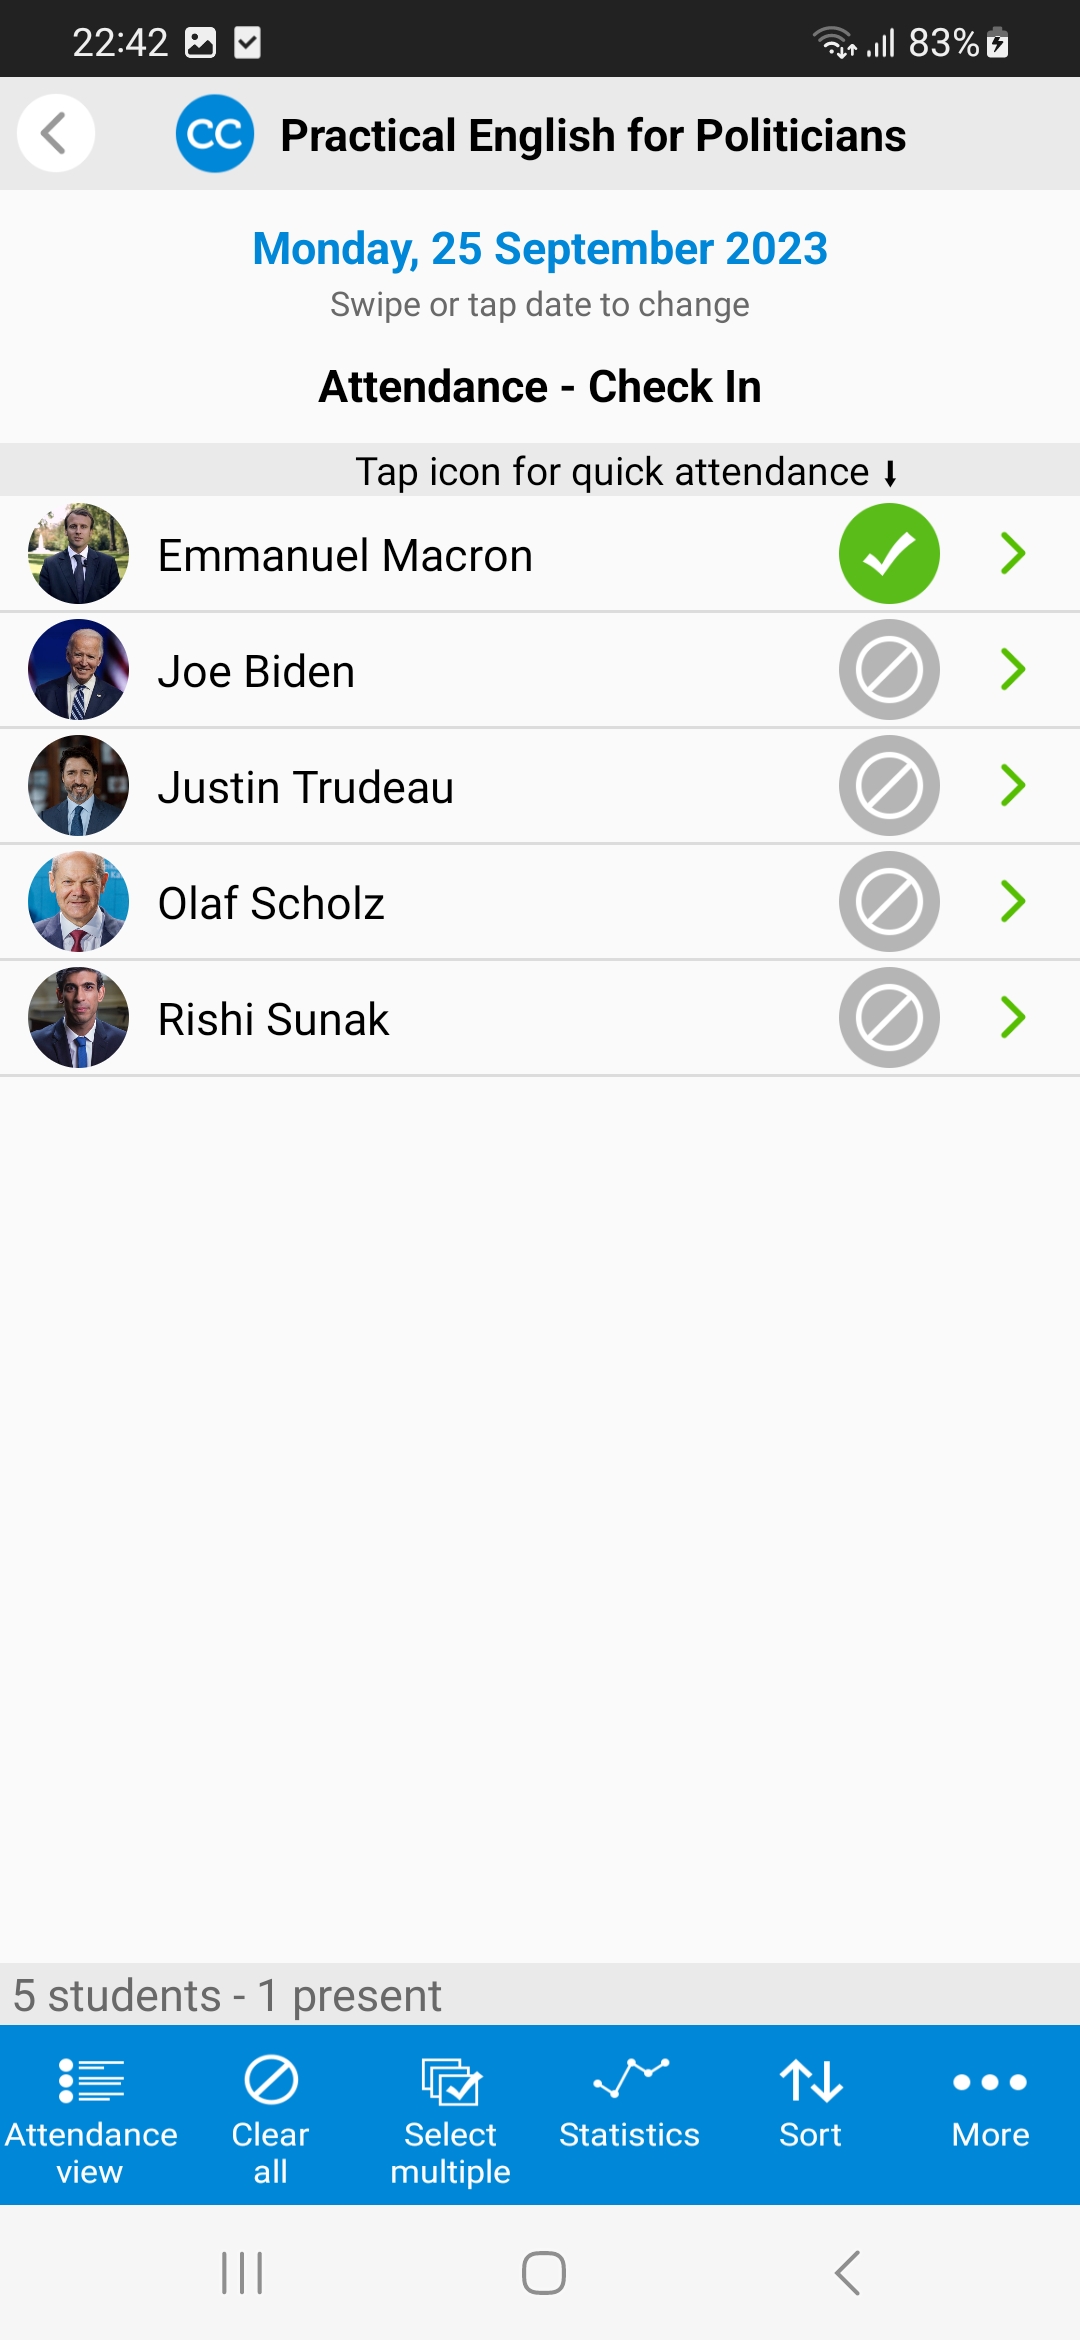 22:42 83%
CC Practical English for Politicians
Monday, 25 September 2023
Swipe or tap date to change
Attendance - Check In
Tap icon for quick attendance
Emmanuel Macron
Joe Biden
Justin Trudeau
Olaf Scholz
Rishi Sunak
5 students - 1 present
Attendance view
Clear all
Select multiple
Statistics
Sort
More